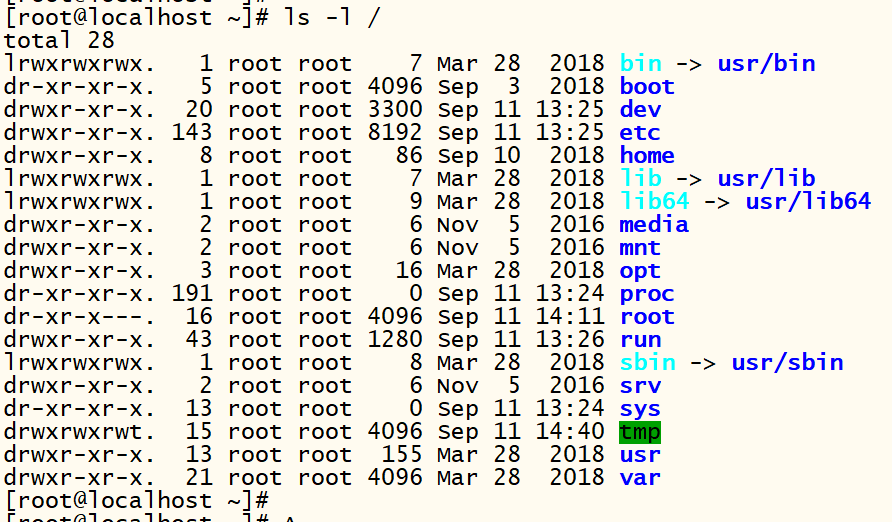 [root@localhost ~]# ls -l /
total 28
lrwxrwxrwx.   1 root root    7 Mar 28  2018 bin -> usr/bin
dr-xr-xr-x.   5 root root 4096 Sep  3  2018 boot
drwxr-xr-x.  20 root root 3300 Sep 11 13:25 dev
drwxr-xr-x. 143 root root 8192 Sep 11 13:25 etc
drwxr-xr-x.   8 root root   86 Sep 10  2018 home
lrwxrwxrwx.   1 root root    7 Mar 28  2018 lib -> usr/lib
lrwxrwxrwx.   1 root root    9 Mar 28  2018 lib64 -> usr/lib64
drwxr-xr-x.   2 root root    6 Nov  5  2016 media
drwxr-xr-x.   2 root root    6 Nov  5  2016 mnt
drwxr-xr-x.   3 root root   16 Mar 28  2018 opt
dr-xr-xr-x. 191 root root    0 Sep 11 13:24 proc
dr-xr-x---.  16 root root 4096 Sep 11 14:11 root
drwxr-xr-x.  43 root root 1280 Sep 11 13:26 run
lrwxrwxrwx.   1 root root    8 Mar 28  2018 sbin -> usr/sbin
drwxr-xr-x.   2 root root    6 Nov  5  2016 srv
dr-xr-xr-x.  13 root root    0 Sep 11 13:24 sys
drwxrwxrwt.  15 root root 4096 Sep 11 14:40 tmp
drwxr-xr-x.  13 root root  155 Mar 28  2018 usr
drwxr-xr-x.  21 root root 4096 Mar 28  2018 var
[root@localhost ~]#